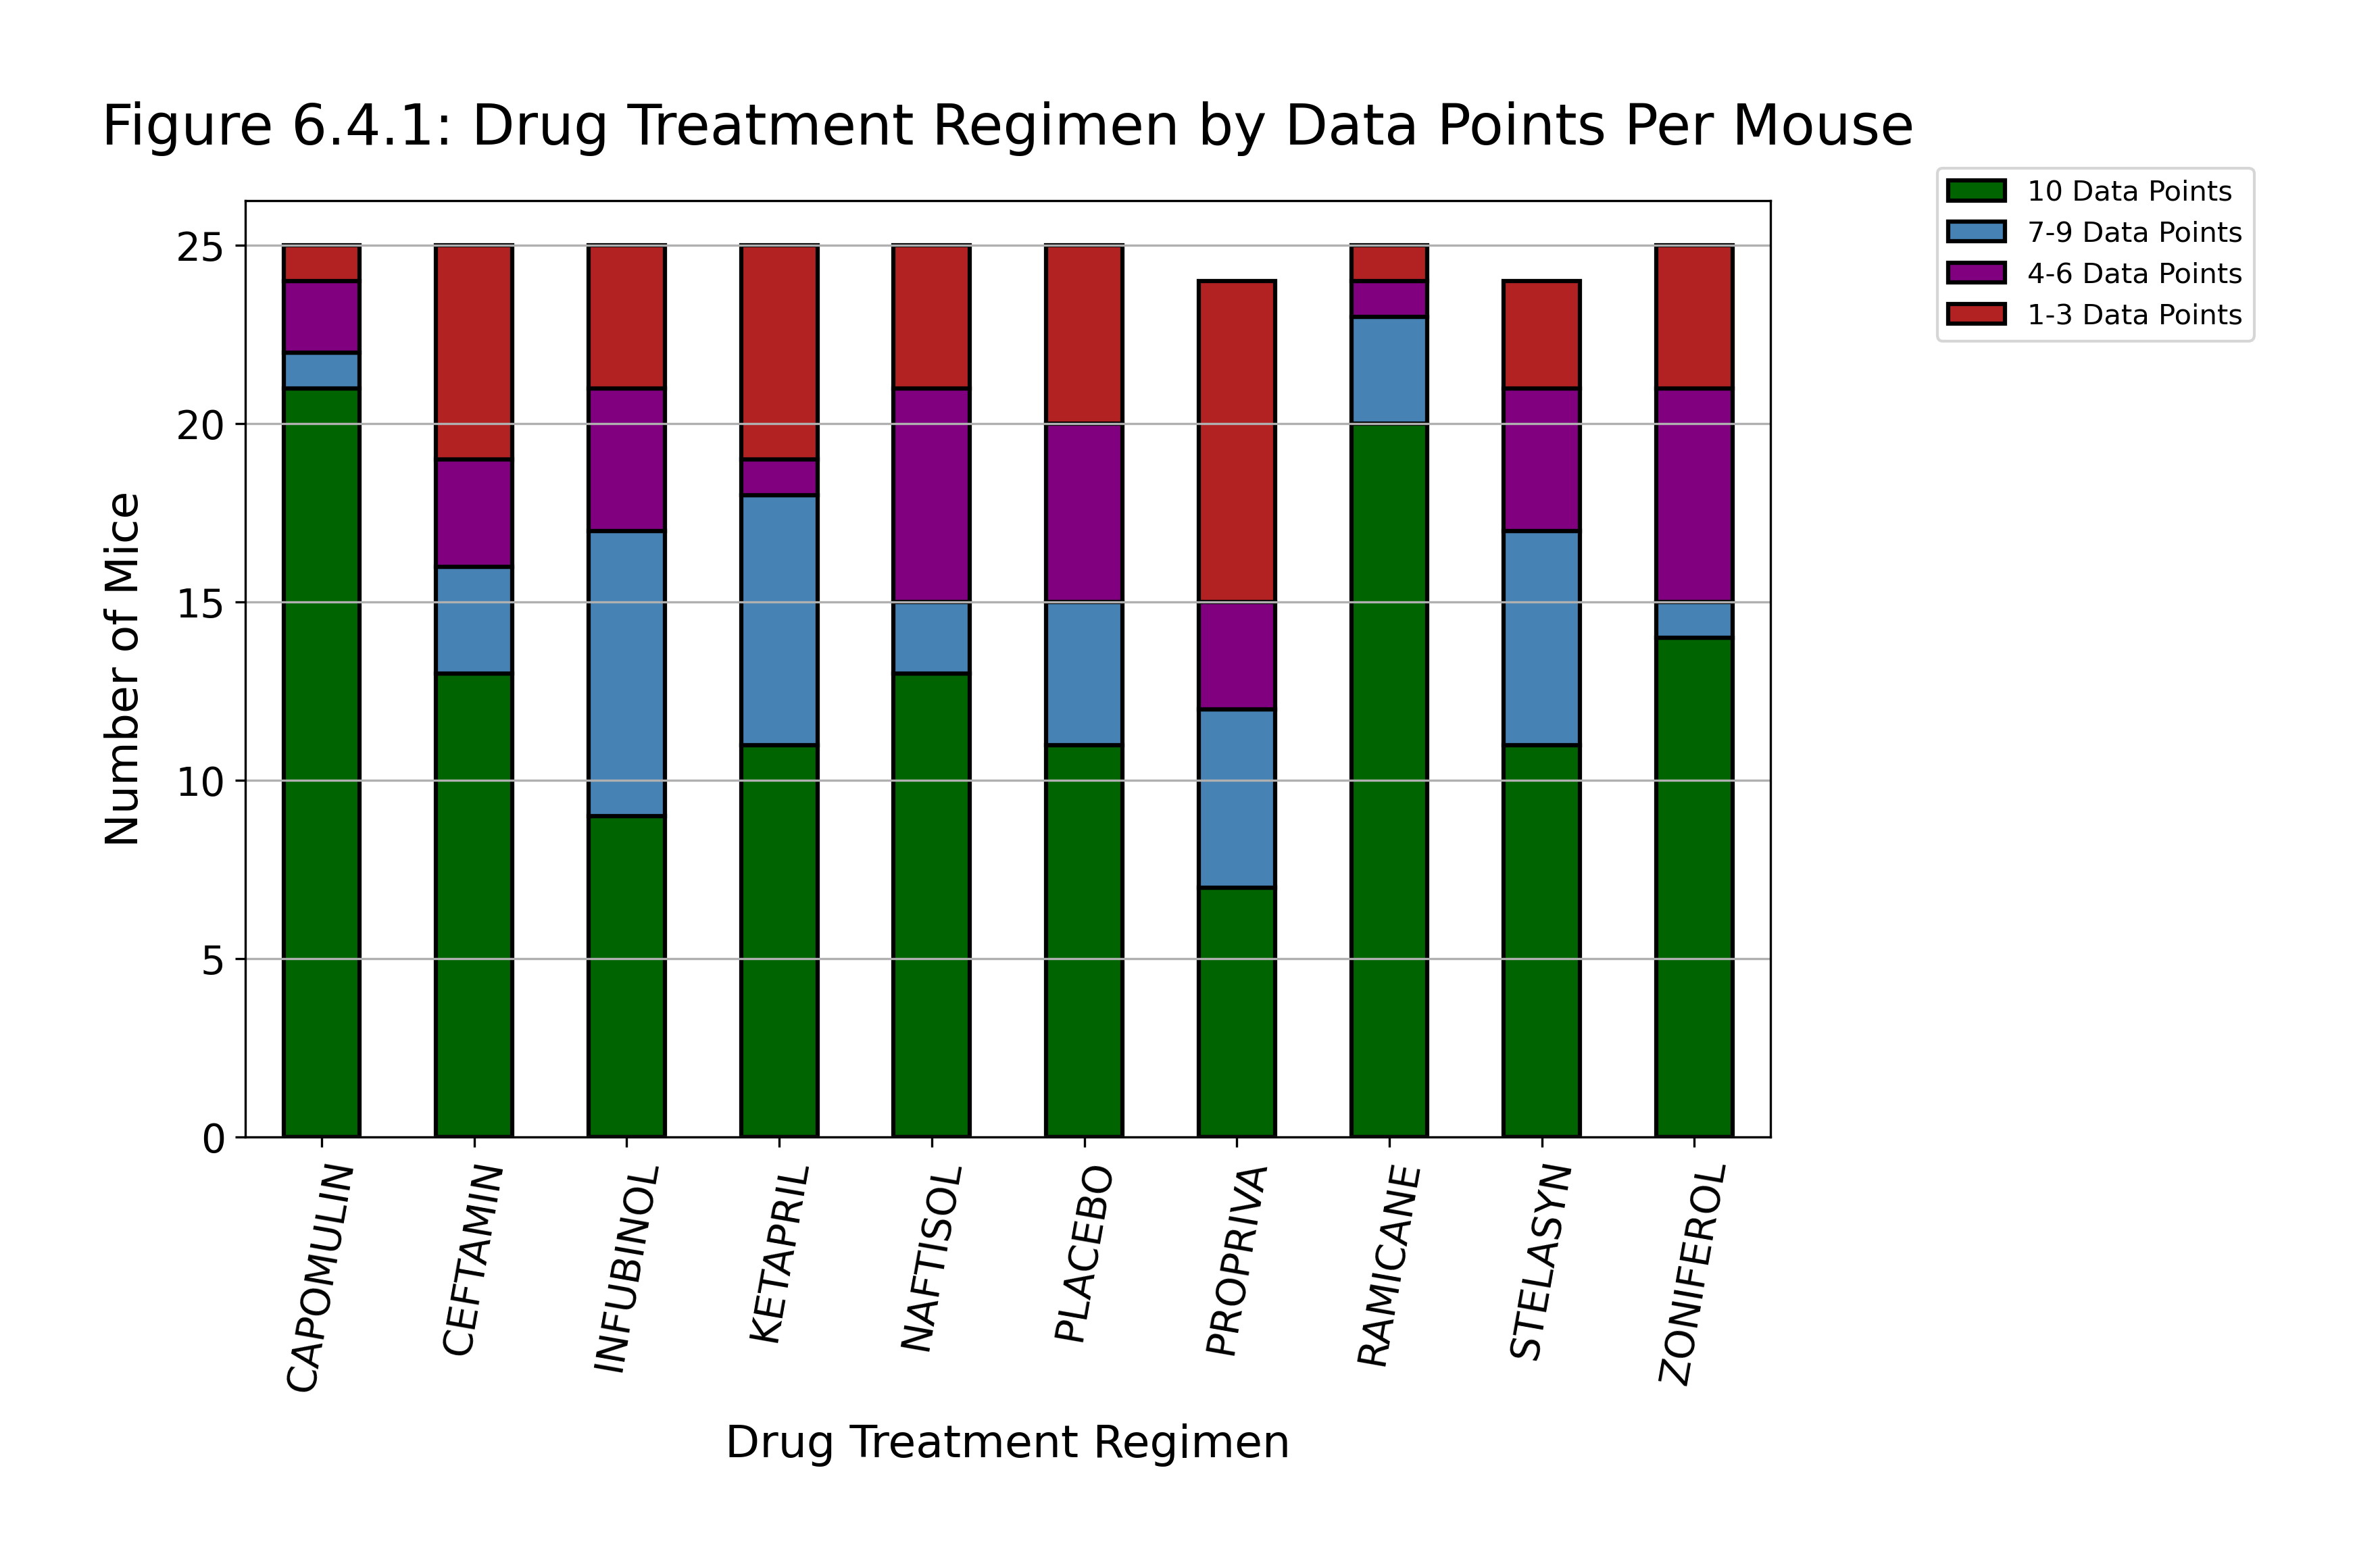 Figure 6.4.1: Drug Treatment Regimen by Data Points Per Mouse
10 Data Points
7-9 Data Points
4-6 Data Points
1-3 Data Points
Number of Mice
25
20
15
10
5
0
CAPOMULIN
CEFTAMIN
INFUBINOL
KETAPRIL
NAFTISOL
PLACEBO
PROPRIVA
RAMICANE
STELASYN
ZONIFEROL
Drug Treatment Regimen